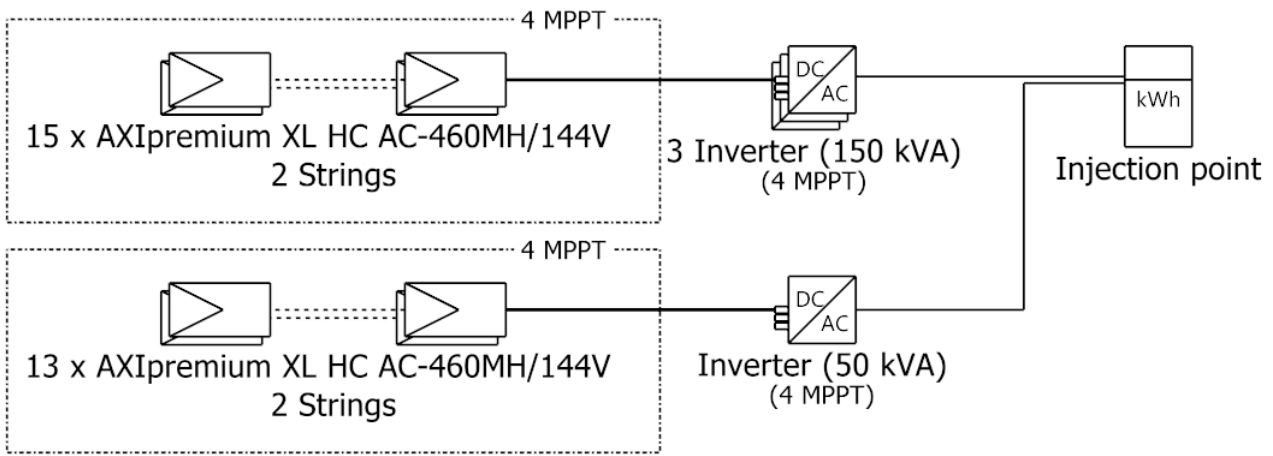 4 MPPT
15 x AXIpremium XL HC AC-460MH/144V
2 Strings
DC
AC
3 Inverter (150 kVA)
(4 MPPT)
kWh
Injection point
4 MPPT
13 x AXIpremium XL HC AC-460MH/144V
2 Strings
DC
AC
Inverter (50 kVA)
(4 MPPT)